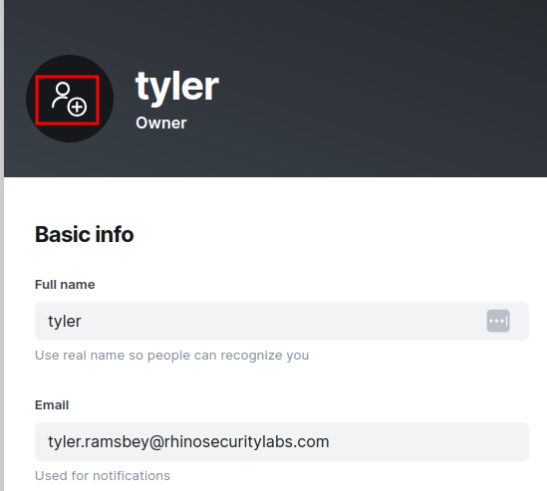 tyler
Owner
Basic info
Full name
tyler
Use real name so people can recognize you
Email
tyler.ramsbey@rhinosecuritylabs.com
Used for notifications